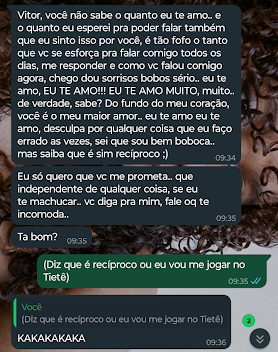 Vitor, você não sabe o quanto eu te amo.. e
o quanto eu esperei pra poder falar também
que eu sinto isso por você, é tão fofo o tanto
que vc se esforça pra falar comigo todos os
dias, me responder e como vc falou comigo
agora, chego dou sorrisos bobos sério.. eu te
amo, EU TE AMO!!! EU TE AMO MUITO, muito..
de verdade, sabe? Do fundo do meu coração,
você é o meu maior amor.. eu te amo eu te
amo, desculpa por qualquer coisa que eu faço
errado as vezes, sei que sou bem boboca..
mas saiba que é sim recíproco ;)
09:34
Eu só quero que vc me prometa.. que
independente de qualquer coisa, se eu
te machucar.. vc diga pra mim, fale oq te
incomoda..
09:35
Ta bom?
09:35
(Diz que é recíproco ou eu vou me jogar no
Tietê)
09:35
Você
(Diz que é recíproco ou eu vou me jogar no Tietê)
KAKAKAKAKA
09:36
2